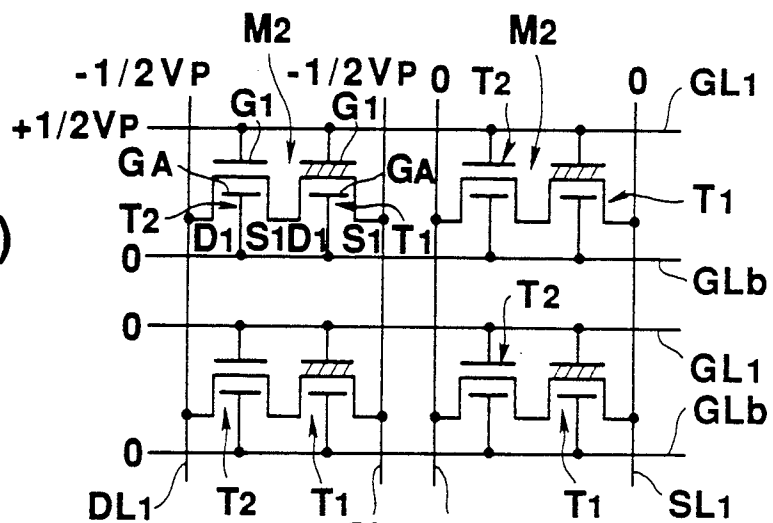 M2 M2
-1/2VP -1/2VP 0 T2 0 GL1
G1 G1
+1/2VP
GA GA
T2 D1 S1 D1 S1 T1 T1
)
0 GLb
T2
0 GL1
GLb
0
DL1 T2 T1 T1 SL1